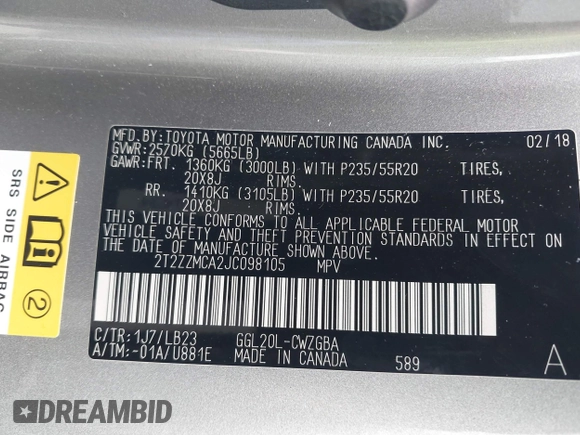 MFD.BY:TOYOTA MOTOR MANUFACTURING CANADA INC. 02/18
GVWR:2570KG (5665LB)
GAWR:FRT. 1360KG (3000LB) WITH P235/55R20 TIRES,
20X8J RIMS.
RR. 1410KG (3105LB) WITH P235/55R20 TIRES,
20X8J RIMS.
THIS VEHICLE CONFORMS TO ALL APPLICABLE FEDERAL MOTOR
VEHICLE SAFETY AND THEFT PREVENTION STANDARDS IN EFFECT ON
THE DATE OF MANUFACTURE SHOWN ABOVE.
2T2ZZMCA2JC098105 MPV
C/TR:1J7/LB23 GGL20L-CWZGBA
A/TM:-01A/U881E MADE IN CANADA 589 A
SRS SIDE AIRBAG
2
DREAMBID